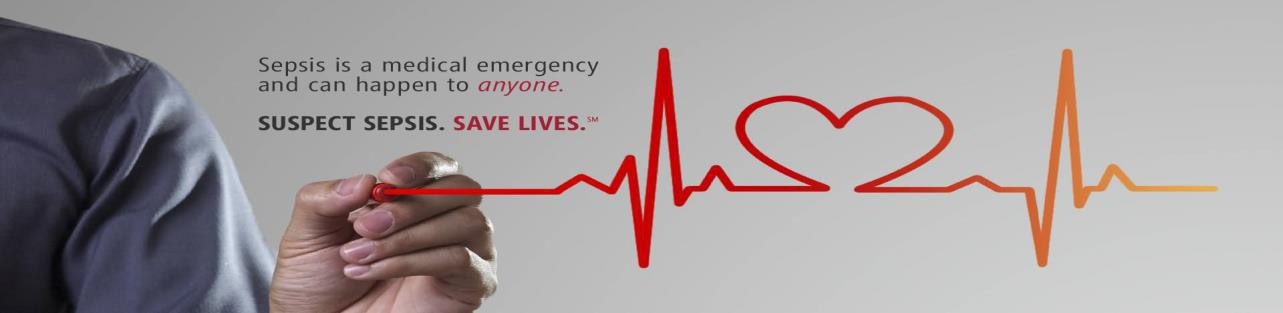 Sepsis is a medical emergency
and can happen to anyone.
SUSPECT SEPSIS. SAVE LIVES.℠